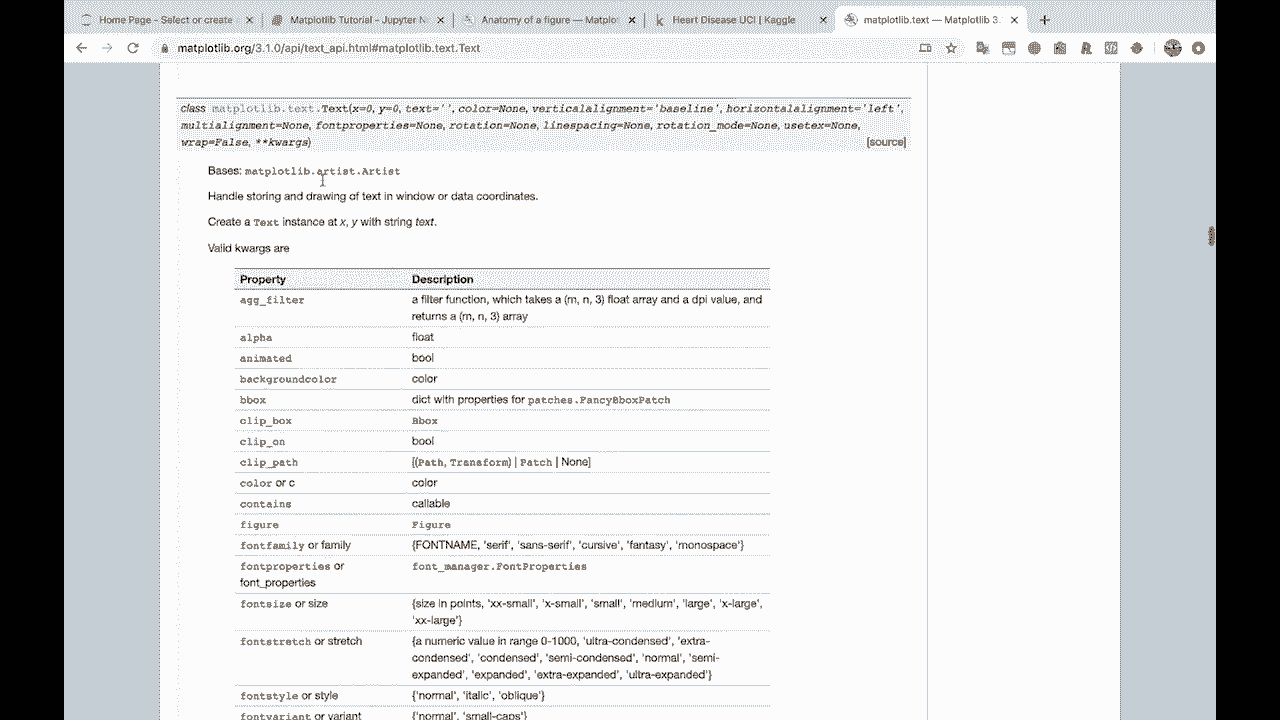 Home Page - Select or create
Matplotlib Tutorial - Jupyter N
Anatomy of a figure — Matplot
Heart Disease UCI | Kaggle
matplotlib.text — Matplotlib 3.
matplotlib.org/3.1.0/api/text_api.html#matplotlib.text.Text
class matplotlib.text.Text(x=0, y=0, text='', color=None, verticalalignment='baseline', horizontalalignment='left',
multialignment=None, fontproperties=None, rotation=None, linespacing=None, rotation_mode=None, usetex=None,
wrap=False, **kwargs) [source]
Bases: matplotlib.artist.Artist
Handle storing and drawing of text in window or data coordinates.
Create a Text instance at x, y with string text.
Valid kwargs are
Property Description
agg_filter a filter function, which takes a (m, n, 3) float array and a dpi value, and
returns a (m, n, 3) array
alpha float
animated bool
backgroundcolor color
bbox dict with properties for patches.FancyBboxPatch
clip_box Bbox
clip_on bool
clip_path [(Path, Transform) | Patch | None]
color or c color
contains callable
figure Figure
fontfamily or family {FONTNAME, 'serif', 'sans-serif', 'cursive', 'fantasy', 'monospace'}
fontproperties or font_manager.FontProperties
font_properties
fontsize or size {size in points, 'xx-small', 'x-small', 'small', 'medium', 'large', 'x-large',
'xx-large'}
fontstretch or stretch {a numeric value in range 0-1000, 'ultra-condensed', 'extra-
condensed', 'condensed', 'semi-condensed', 'normal', 'semi-
expanded', 'expanded', 'extra-expanded', 'ultra-expanded'}
fontstyle or style {'normal', 'italic', 'oblique'}
fontvariant or variant {'normal', 'small-caps'}